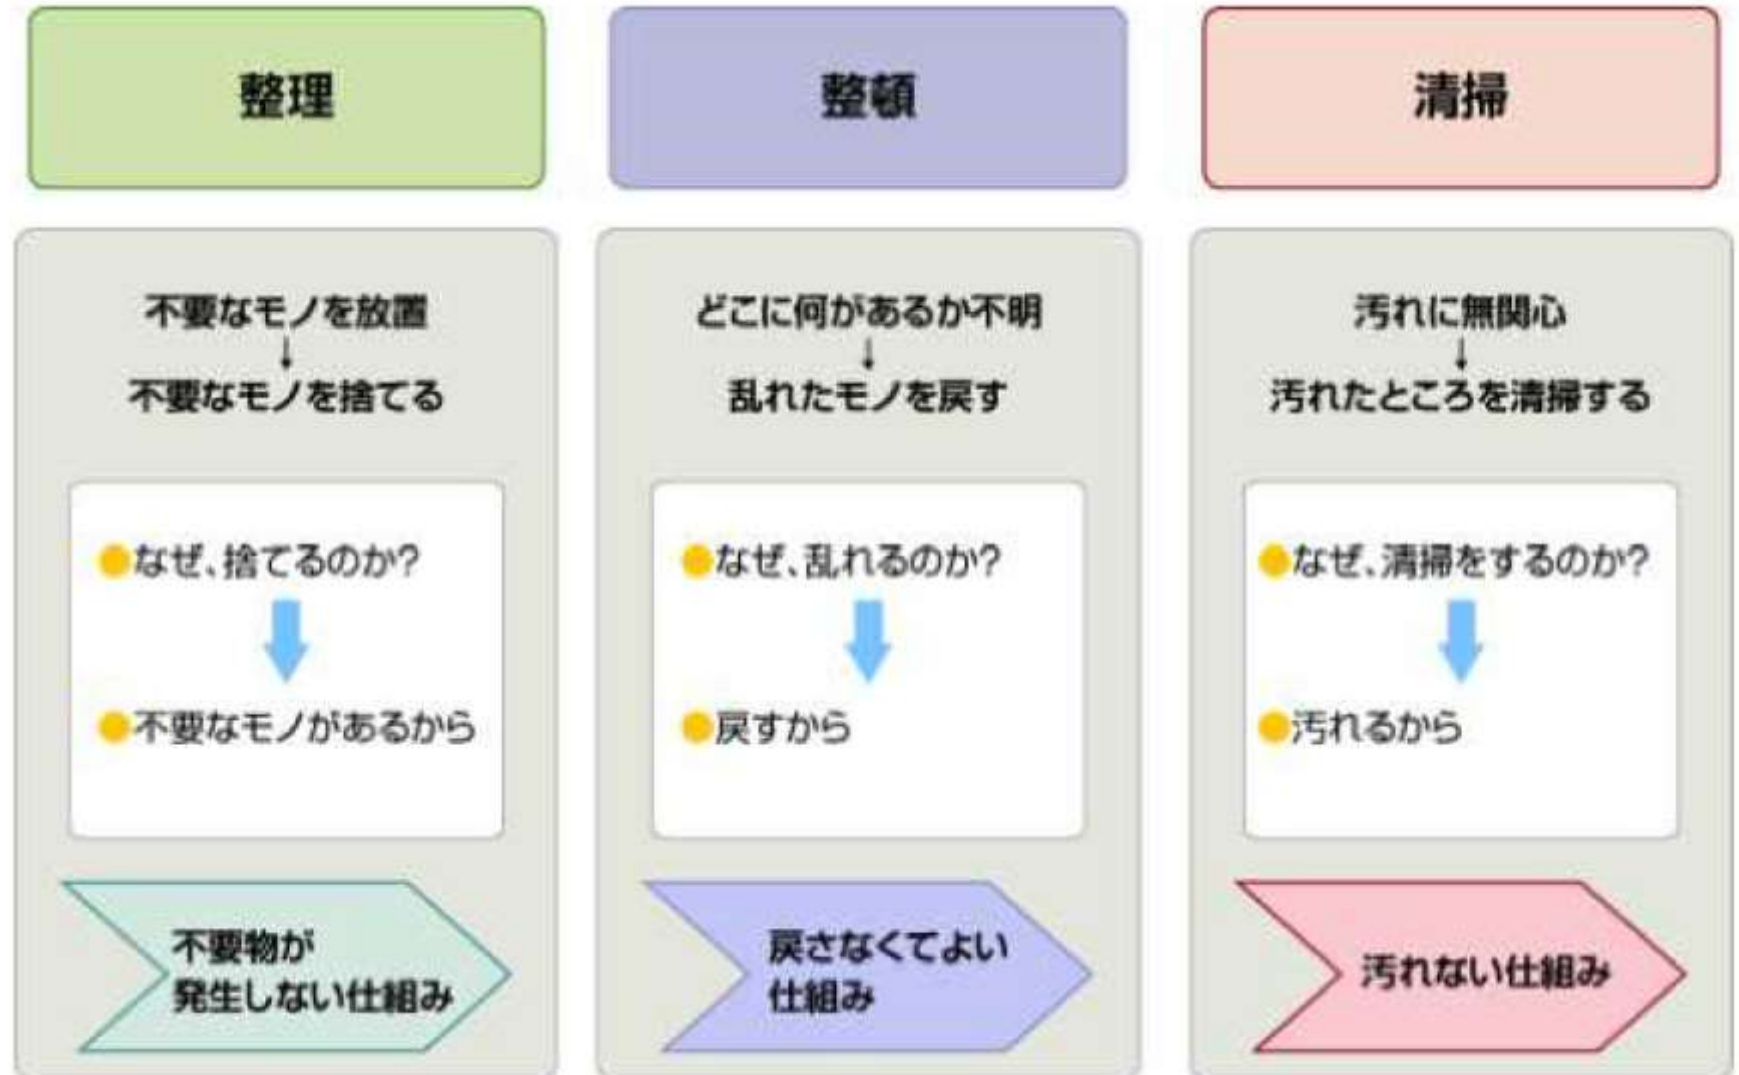 整理
不要なモノを放置
↓
不要なモノを捨てる
●なぜ、捨てるのか?
●不要なモノがあるから
不要物が
発生しない仕組み
整頓
どこに何があるか不明
↓
乱れたモノを戻す
●なぜ、乱れるのか?
●戻すから
戻さなくてよい
仕組み
清掃
汚れに無関心
↓
汚れたところを清掃する
●なぜ、清掃をするのか?
●汚れるから
汚れない仕組み